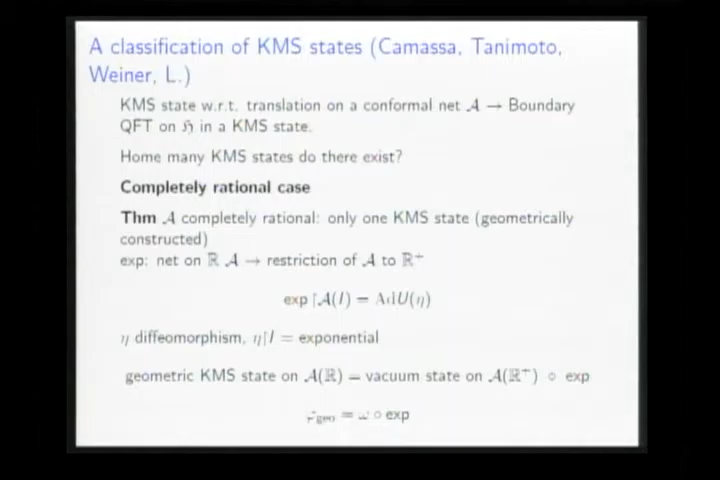 A classification of KMS states (Camassa, Tanimoto,
Weiner, L.)
KMS state w.r.t. translation on a conformal net 𝒜 → Boundary
QFT on ℌ in a KMS state.
Home many KMS states do there exist?
Completely rational case
Thm 𝒜 completely rational: only one KMS state (geometrically
constructed)
exp: net on ℝ 𝒜 → restriction of 𝒜 to ℝ⁺
exp ↾𝒜(I) = AdU(η)
η diffeomorphism, η↾I = exponential
geometric KMS state on 𝒜(ℝ) = vacuum state on 𝒜(ℝ⁺) ∘ exp
φ_geo = ω ∘ exp